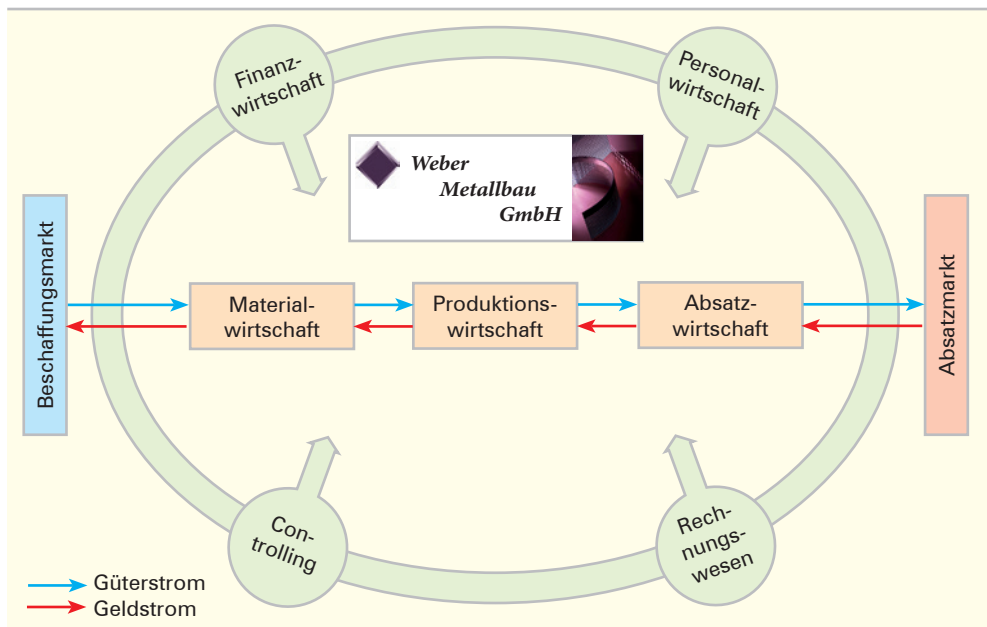 Finanz-
wirtschaft
Personal-
wirtschaft
Weber
Metallbau
GmbH
Beschaffungsmarkt
Material-
wirtschaft
Produktions-
wirtschaft
Absatz-
wirtschaft
Absatzmarkt
Con-
trolling
Rech-
nungs-
wesen
Güterstrom
Geldstrom